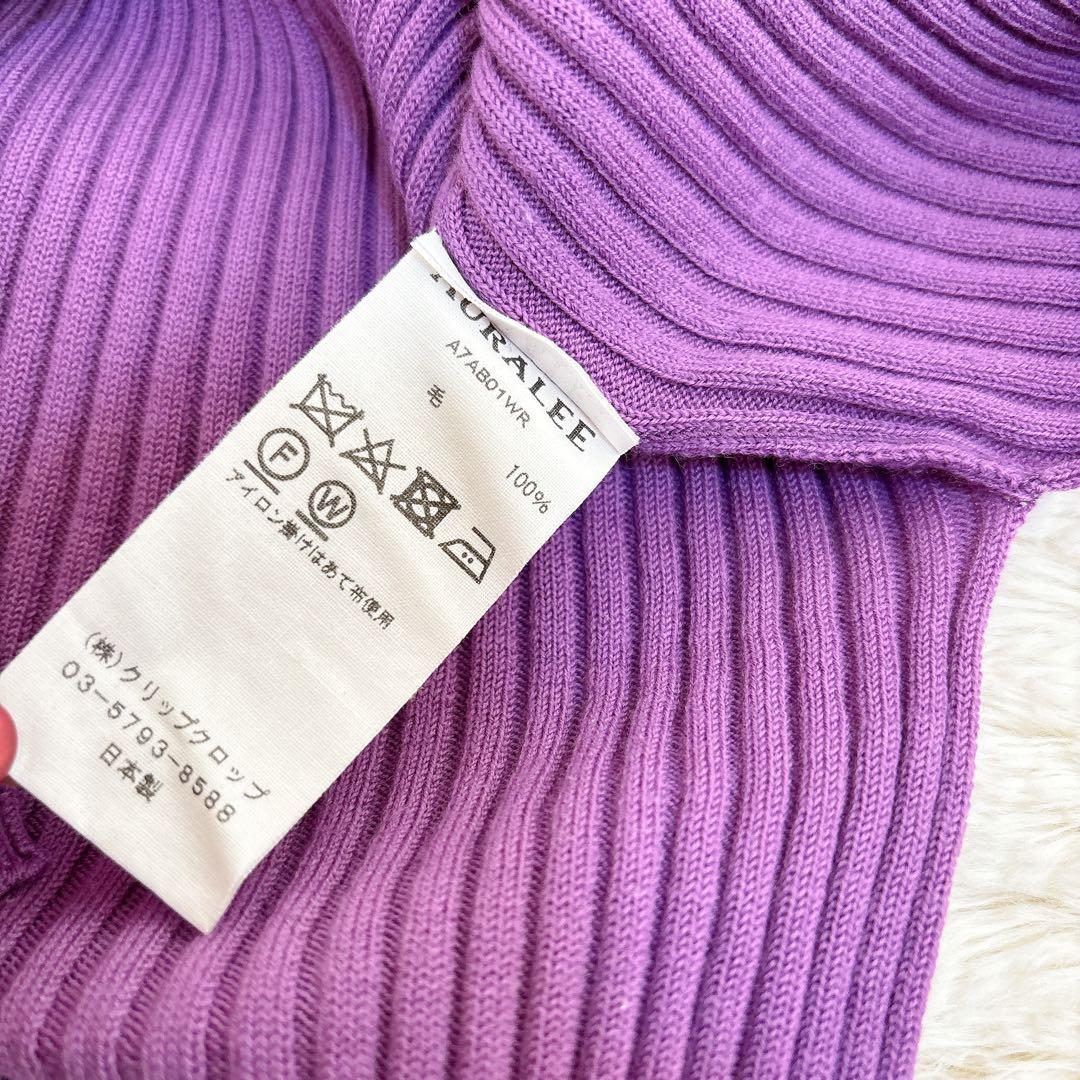 AURALEE
A7AB01WR
毛 100%
F
W
アイロン掛けはあて布使用
(株)クリップクロップ
03-5793-8588
日本製